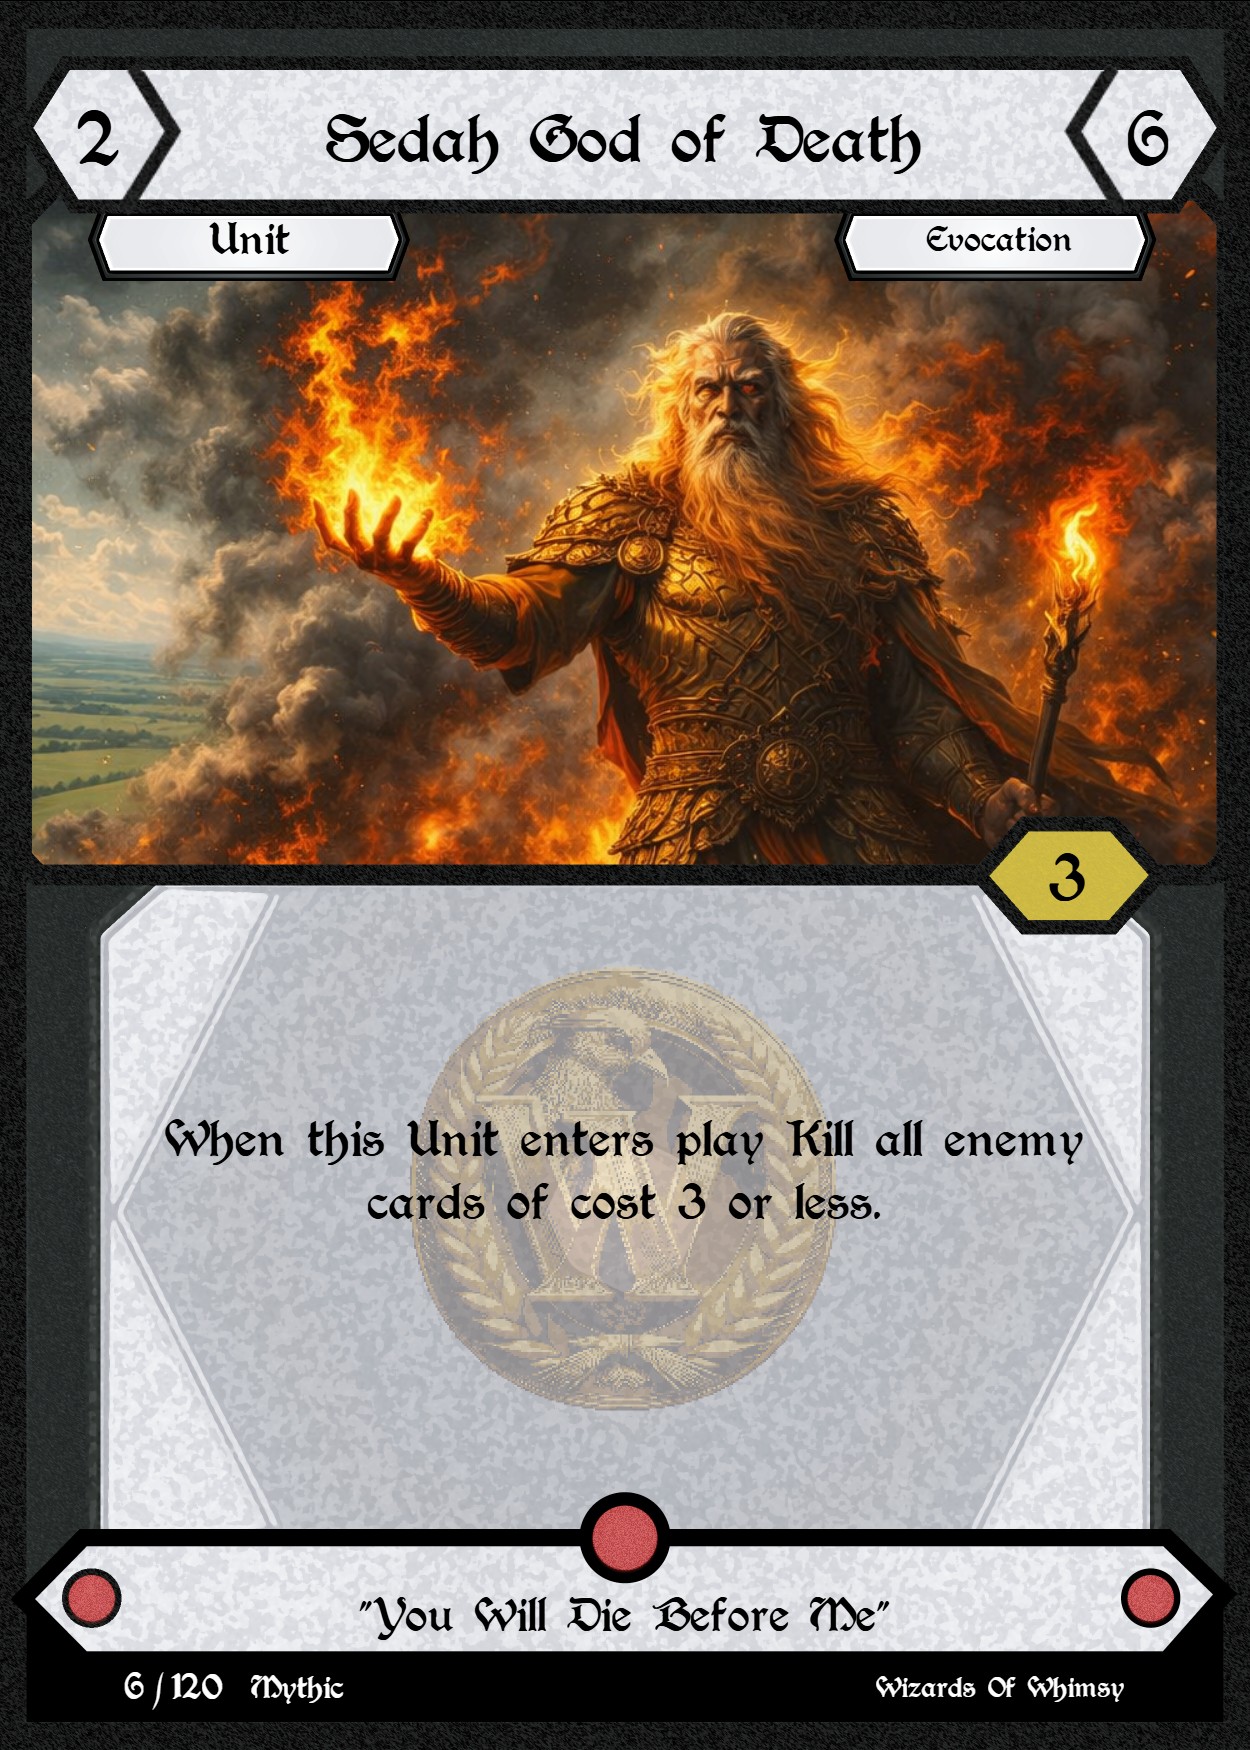 2 Sedah God of Death 6
Unit Evocation
3
When this Unit enters play Kill all enemy
cards of cost 3 or less.
W
"You Will Die Before Me"
6 / 120 Mythic Wizards Of Whimsy